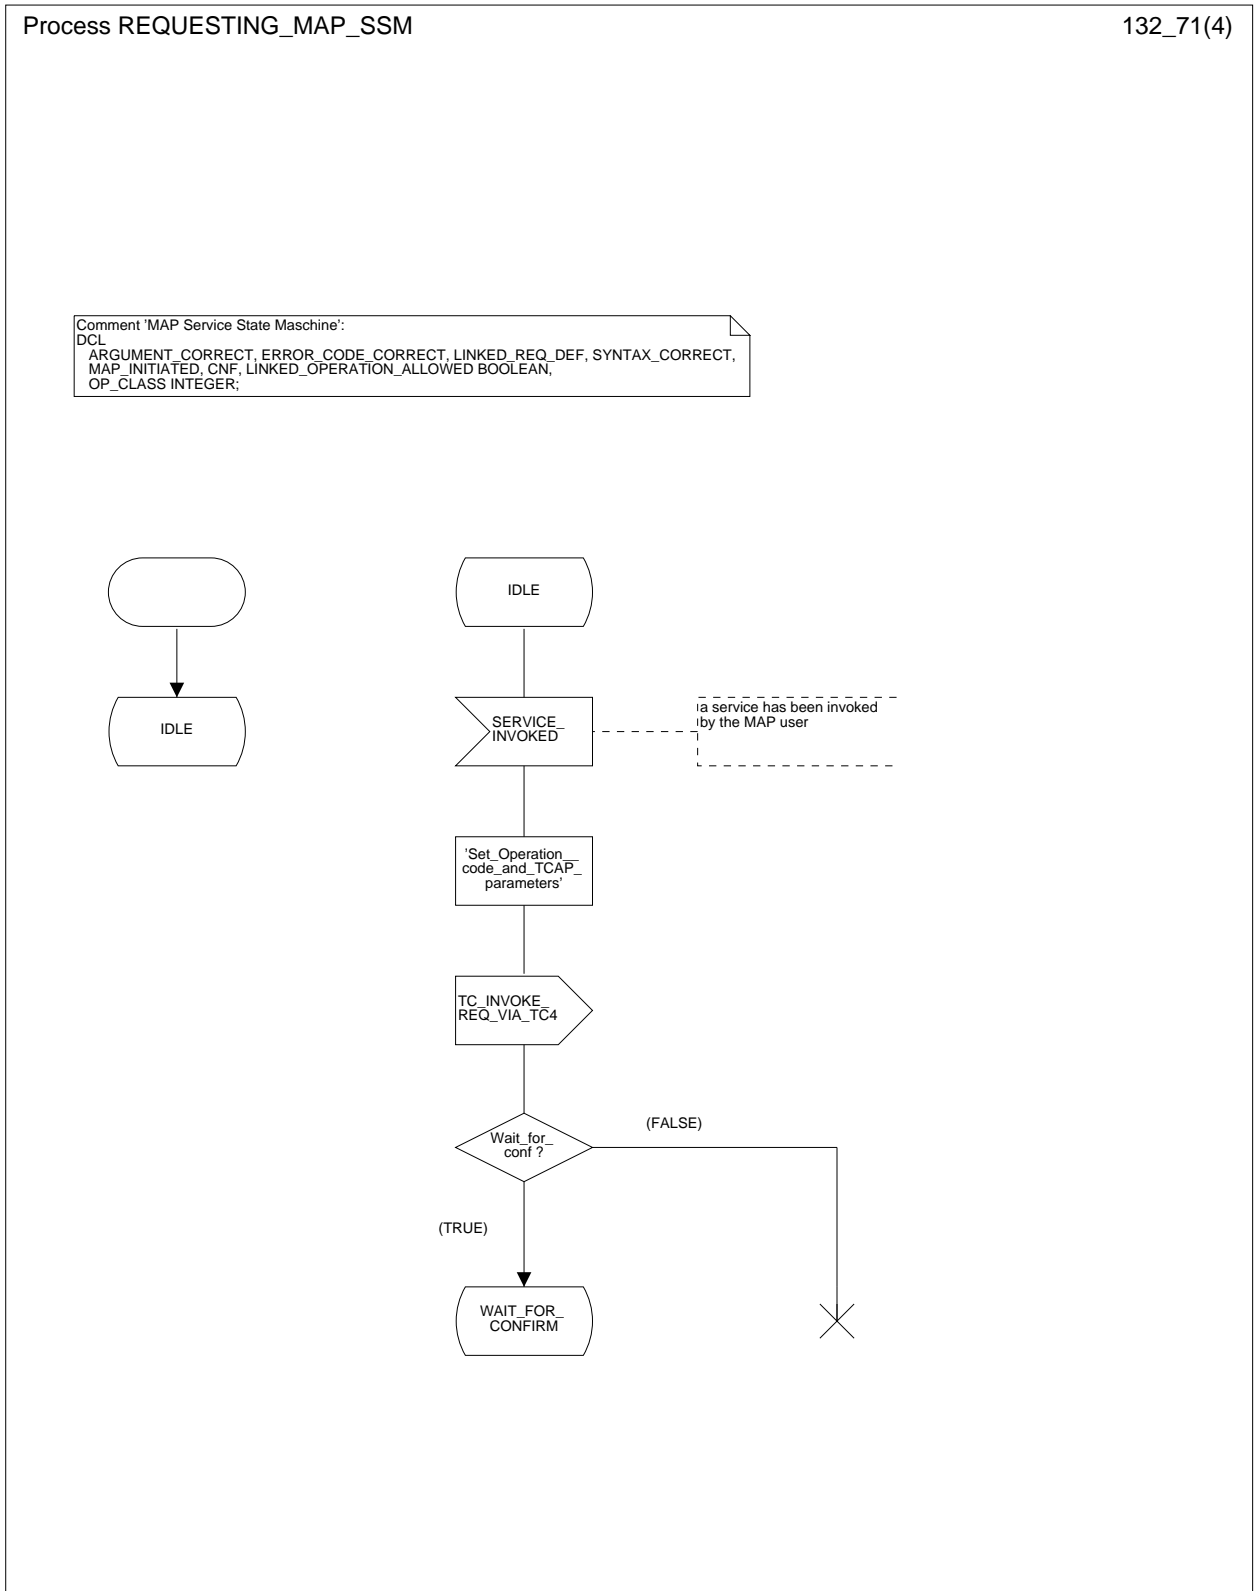 Process REQUESTING_MAP_SSM
132_71(4)
Comment 'MAP Service State Maschine':
DCL
ARGUMENT_CORRECT, ERROR_CODE_CORRECT, LINKED_REQ_DEF, SYNTAX_CORRECT,
MAP_INITIATED, CNF, LINKED_OPERATION_ALLOWED BOOLEAN,
OP_CLASS INTEGER;
IDLE
IDLE
SERVICE_
INVOKED
a service has been invoked
by the MAP user
'Set_Operation__
code_and_TCAP_
parameters'
TC_INVOKE_
REQ_VIA_TC4
Wait_for_
conf ?
(FALSE)
(TRUE)
WAIT_FOR_
CONFIRM